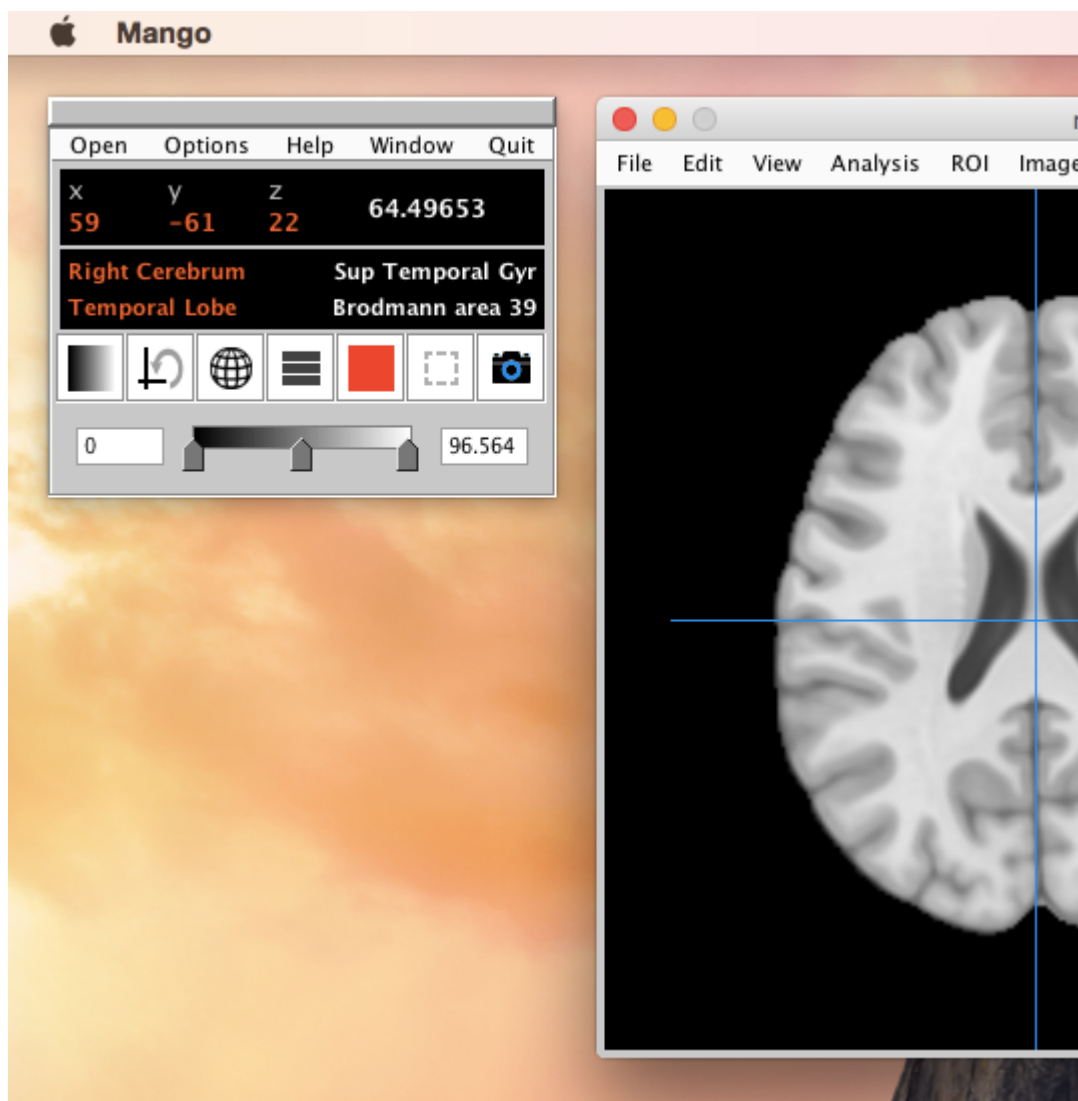 Mango
Open Options Help Window Quit
x y z 64.49653
59 -61 22
Right Cerebrum Sup Temporal Gyr
Temporal Lobe Brodmann area 39
0 96.564
File Edit View Analysis ROI Image